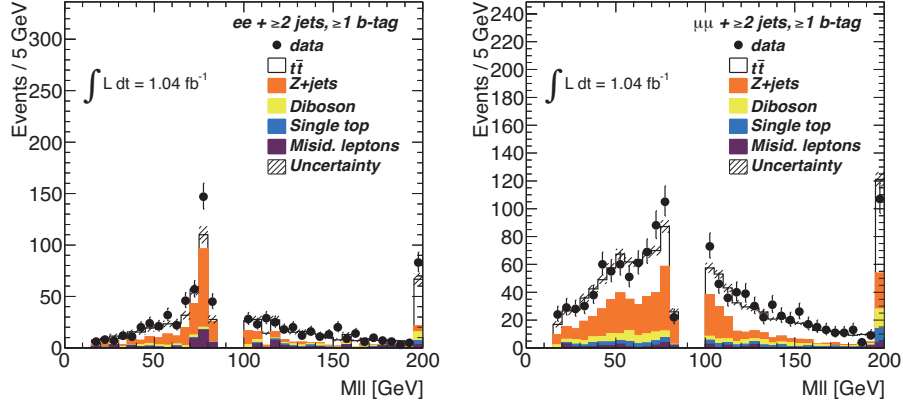 Events / 5 GeV
300
250
200
150
100
50
0
ee + ≥2 jets, ≥1 b-tag
∫ L dt = 1.04 fb⁻¹
data
tt̄
Z+jets
Diboson
Single top
Misid. leptons
Uncertainty
0 50 100 150 200
Mll [GeV]
Events / 5 GeV
240
220
200
180
160
140
120
100
80
60
40
20
0
μμ + ≥2 jets, ≥1 b-tag
∫ L dt = 1.04 fb⁻¹
data
tt̄
Z+jets
Diboson
Single top
Misid. leptons
Uncertainty
0 50 100 150 200
Mll [GeV]